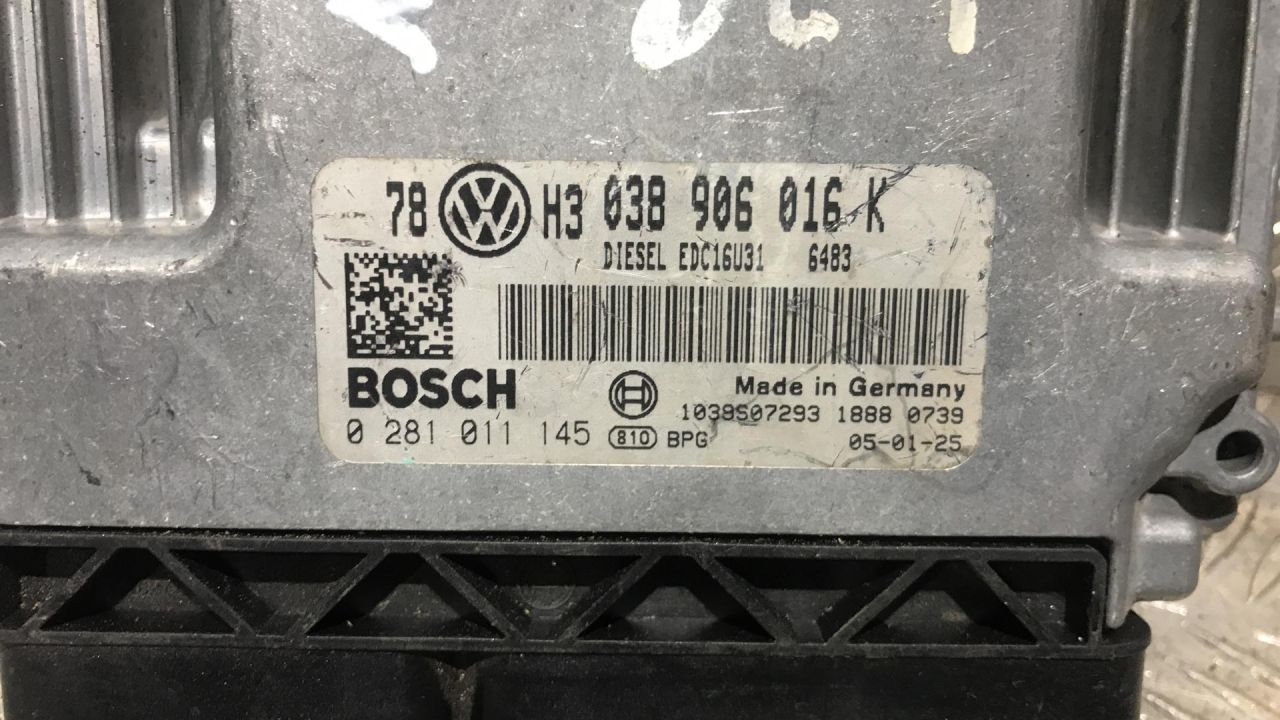 78 H3 038 906 016 K
DIESEL EDC16U31 6483
BOSCH
Made in Germany
1039S07293 1888 0739
0 281 011 145 810 BPG 05-01-25